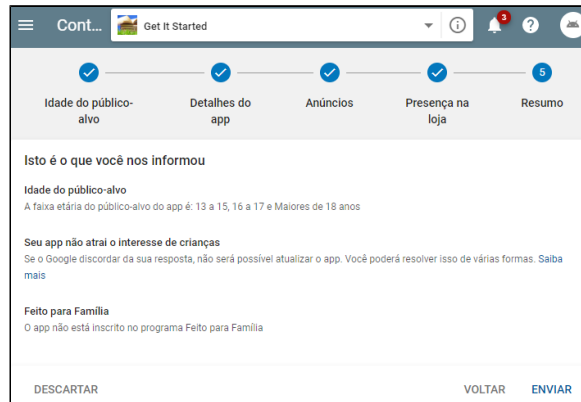 Cont... Get It Started 3
5
Idade do público-
alvo
Detalhes do
app
Anúncios
Presença na
loja
Resumo
Isto é o que você nos informou
Idade do público-alvo
A faixa etária do público-alvo do app é: 13 a 15, 16 a 17 e Maiores de 18 anos
Seu app não atrai o interesse de crianças
Se o Google discordar da sua resposta, não será possível atualizar o app. Você poderá resolver isso de várias formas. Saiba
mais
Feito para Família
O app não está inscrito no programa Feito para Família
DESCARTAR VOLTAR ENVIAR